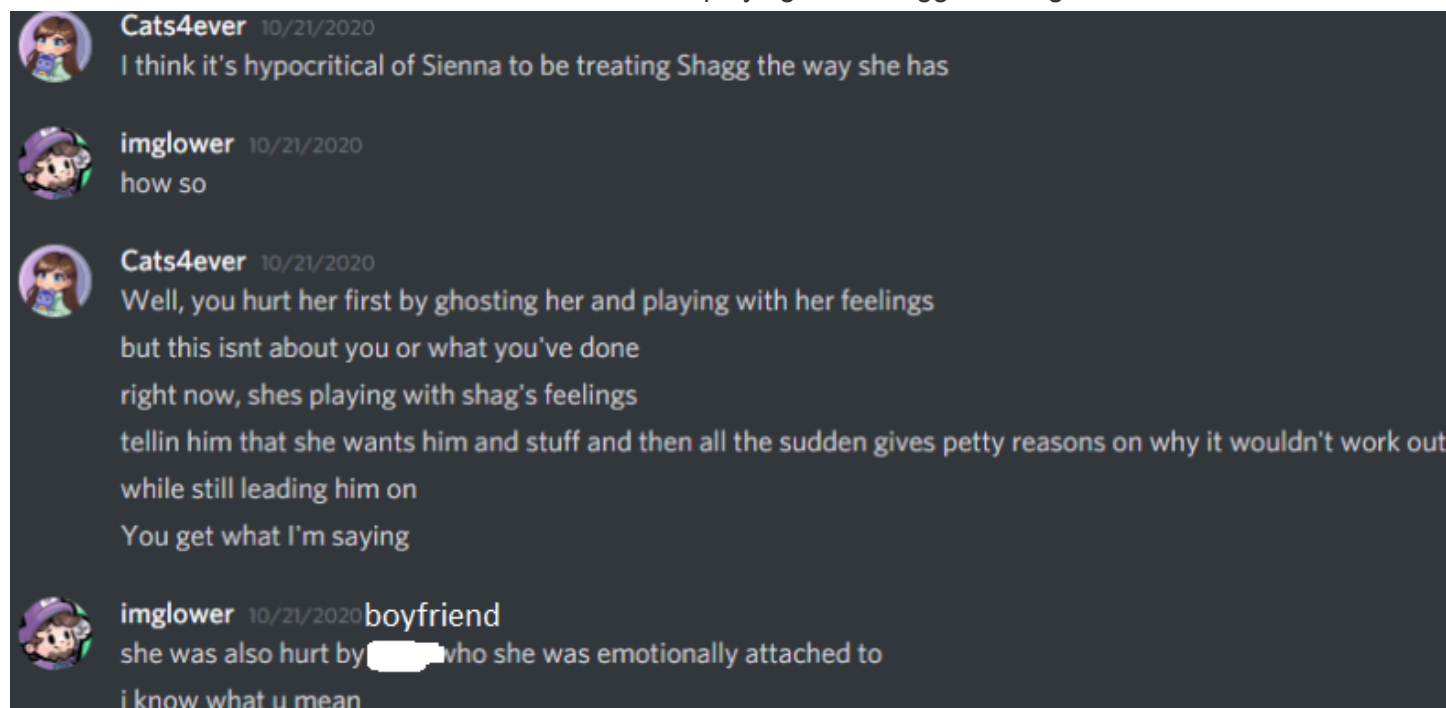 Cats4ever 10/21/2020
I think it's hypocritical of Sienna to be treating Shagg the way she has
imglower 10/21/2020
how so
Cats4ever 10/21/2020
Well, you hurt her first by ghosting her and playing with her feelings
but this isnt about you or what you've done
right now, shes playing with shag's feelings
tellin him that she wants him and stuff and then all the sudden gives petty reasons on why it wouldn't work out
while still leading him on
You get what I'm saying
imglower 10/21/2020 boyfriend
she was also hurt by who she was emotionally attached to
i know what u mean